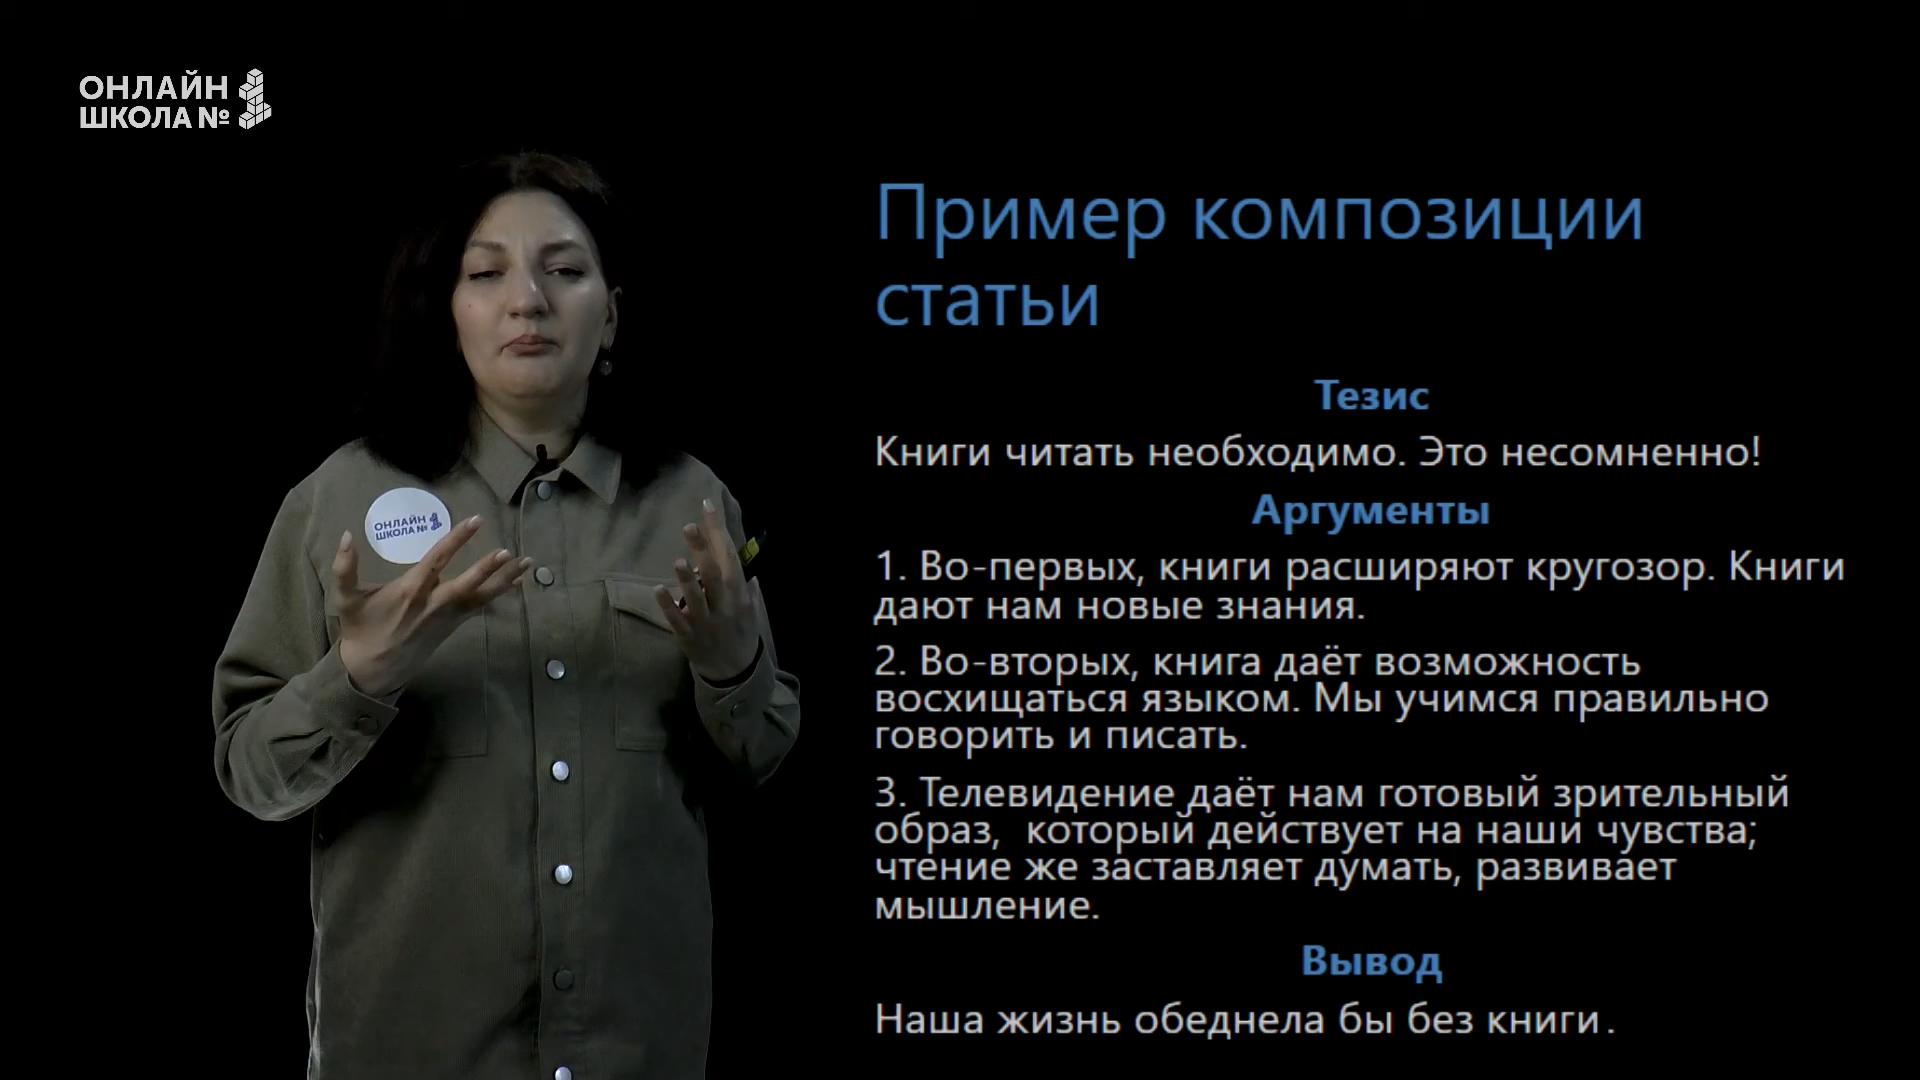 ОНЛАЙН
ШКОЛА №1
ОНЛАЙН
ШКОЛА №1
Пример композиции
статьи
Тезис
Книги читать необходимо. Это несомненно!
Аргументы
1. Во-первых, книги расширяют кругозор. Книги
дают нам новые знания.
2. Во-вторых, книга даёт возможность
восхищаться языком. Мы учимся правильно
говорить и писать.
3. Телевидение даёт нам готовый зрительный
образ,  который действует на наши чувства;
чтение же заставляет думать, развивает
мышление.
Вывод
Наша жизнь обеднела бы без книги.